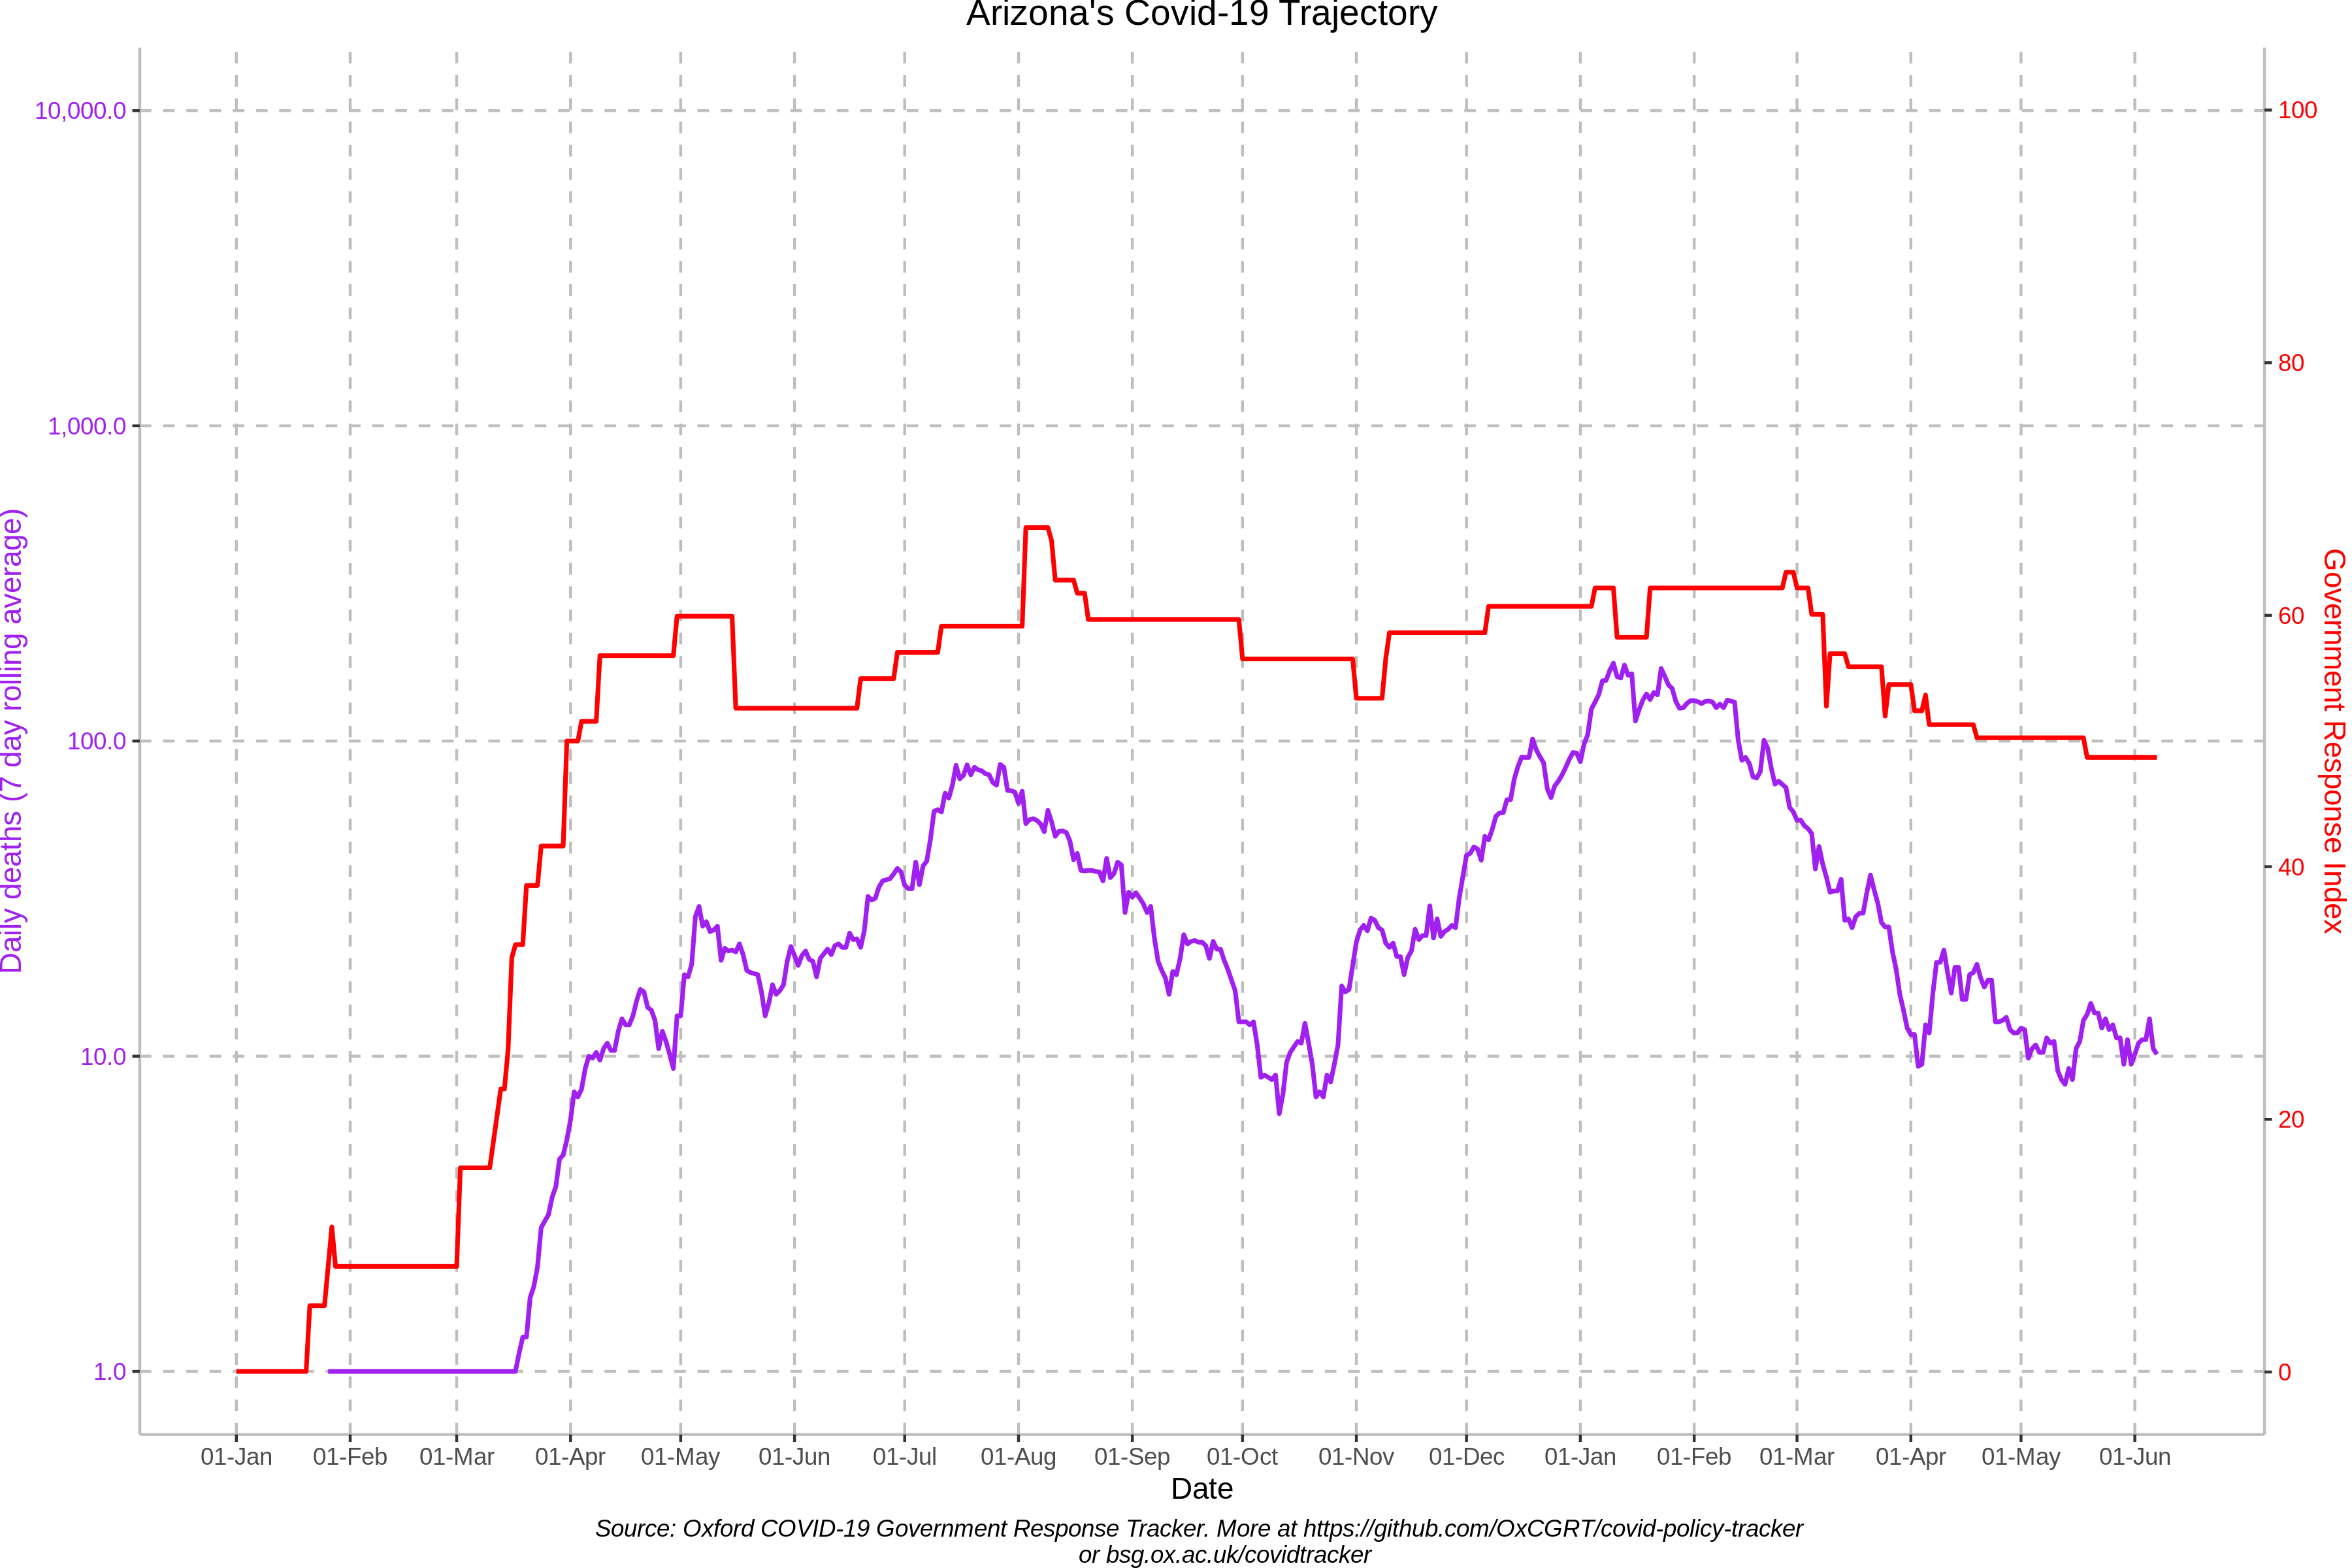 Arizona's Covid-19 Trajectory
10,000.0
1,000.0
100.0
10.0
1.0
Daily deaths (7 day rolling average)
100
80
60
40
20
0
Government Response Index
01-Jan 01-Feb 01-Mar 01-Apr 01-May 01-Jun 01-Jul 01-Aug 01-Sep 01-Oct 01-Nov 01-Dec 01-Jan 01-Feb 01-Mar 01-Apr 01-May 01-Jun
Date
Source: Oxford COVID-19 Government Response Tracker. More at https://github.com/OxCGRT/covid-policy-tracker
or bsg.ox.ac.uk/covidtracker